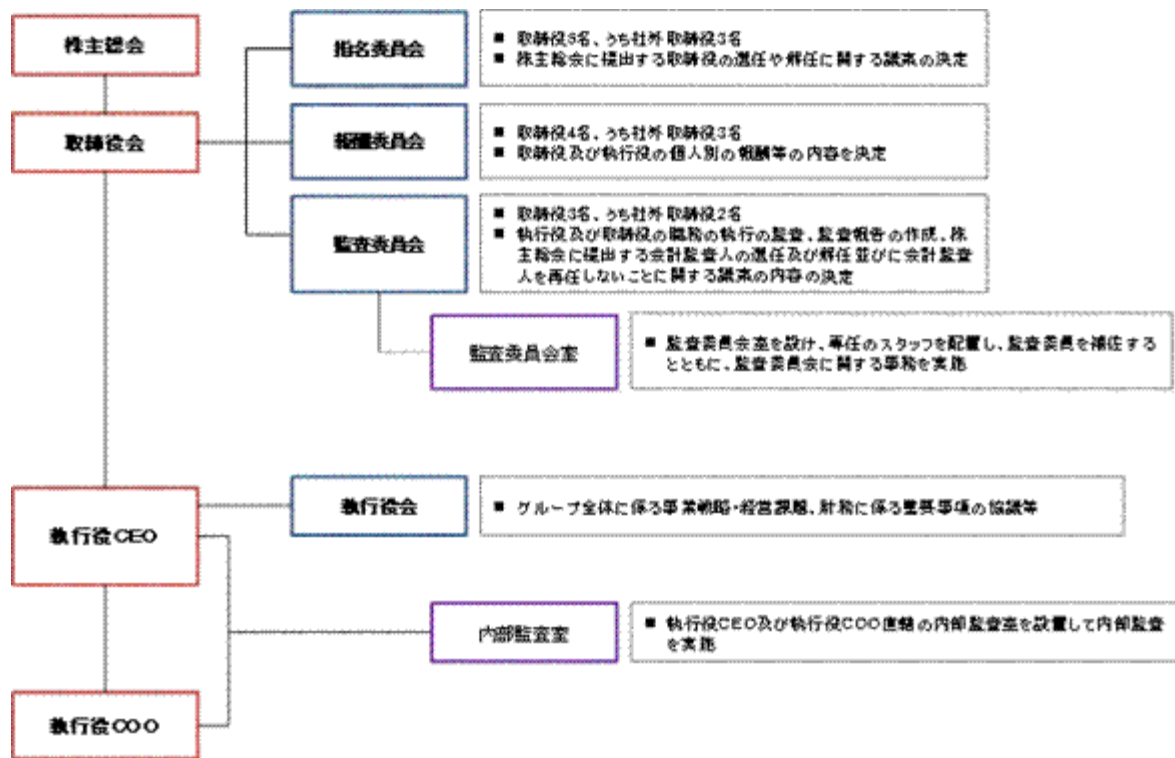 株主総会
指名委員会
■ 取締役5名、うち社外取締役3名
■ 株主総会に提出する取締役の選任や解任に関する議案の決定
取締役会
報酬委員会
■ 取締役4名、うち社外取締役3名
■ 取締役及び執行役の個人別の報酬等の内容を決定
監査委員会
■ 取締役3名、うち社外取締役2名
■ 執行役及び取締役の職務の執行の監査、監査報告の作成、株
主総会に提出する会計監査人の選任及び解任並びに会計監査
人を再任しないことに関する議案の内容の決定
監査委員会室
■ 監査委員会室を設け、専任のスタッフを配置し、監査委員を補佐する
とともに、監査委員会に関する事務を実施
執行役CEO
執行役会
■ グループ全体に係る事業戦略・経営課題、財務に係る重要事項の協議等
内部監査室
■ 執行役CEO及び執行役COO直轄の内部監査室を設置して内部監査
を実施
執行役COO